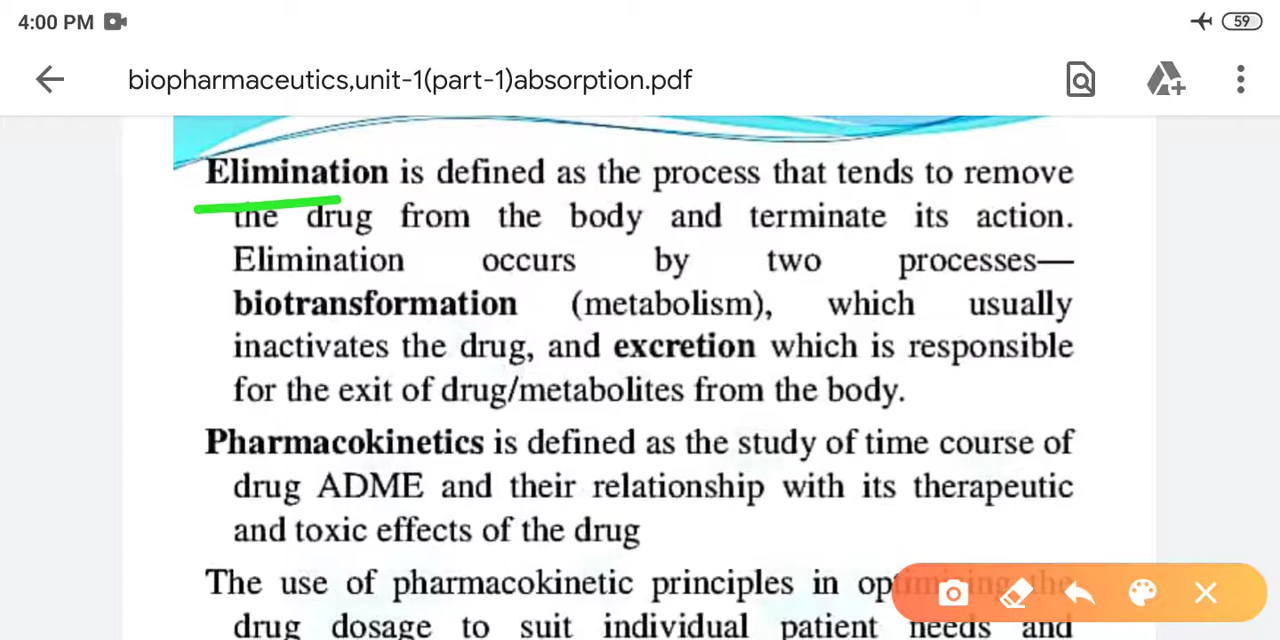 4:00 PM 59
biopharmaceutics,unit-1(part-1)absorption.pdf
Elimination is defined as the process that tends to remove
the drug from the body and terminate its action.
Elimination occurs by two processes—
biotransformation (metabolism), which usually
inactivates the drug, and excretion which is responsible
for the exit of drug/metabolites from the body.
Pharmacokinetics is defined as the study of time course of
drug ADME and their relationship with its therapeutic
and toxic effects of the drug
The use of pharmacokinetic principles in optimizing the
drug dosage to suit individual patient needs and